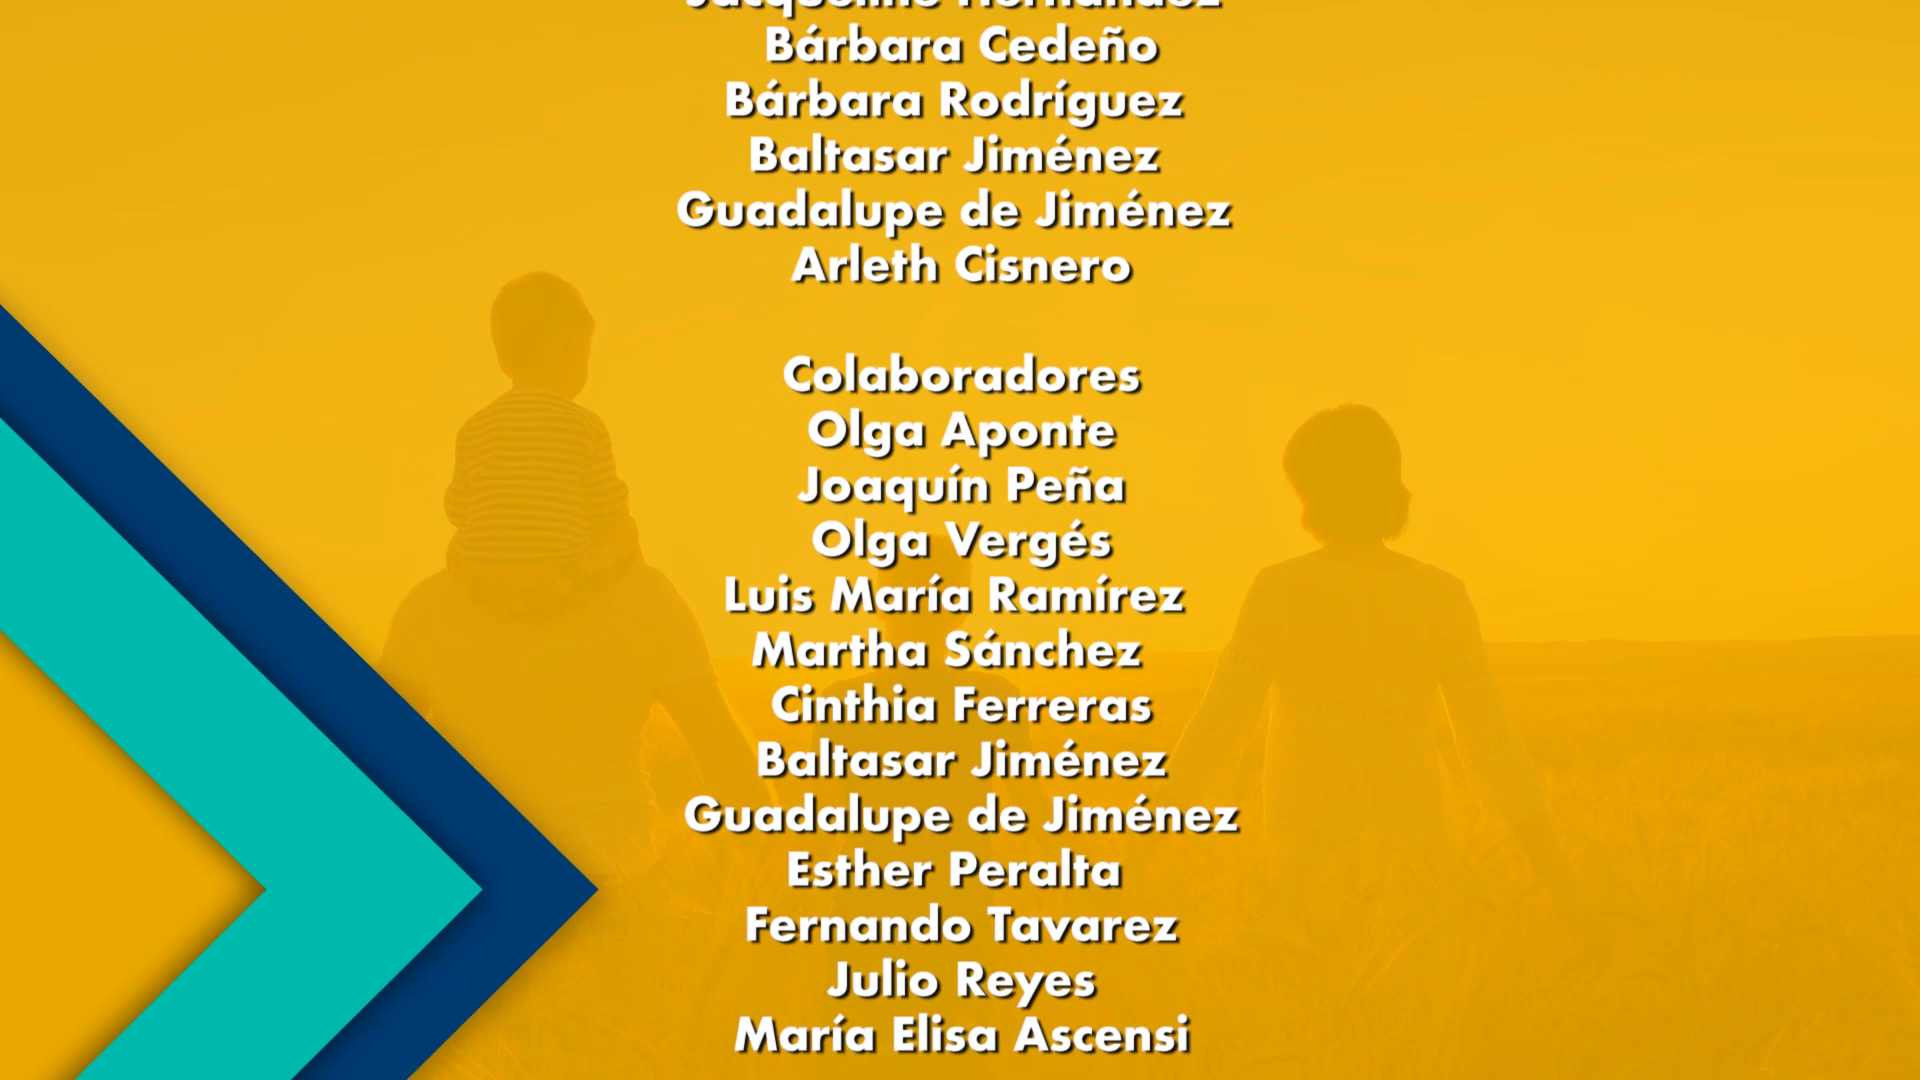 Jacqueline Hernández
Bárbara Cedeño
Bárbara Rodríguez
Baltasar Jiménez
Guadalupe de Jiménez
Arleth Cisnero
Colaboradores
Olga Aponte
Joaquín Peña
Olga Vergés
Luis María Ramírez
Martha Sánchez
Cinthia Ferreras
Baltasar Jiménez
Guadalupe de Jiménez
Esther Peralta
Fernando Tavarez
Julio Reyes
María Elisa Ascensi